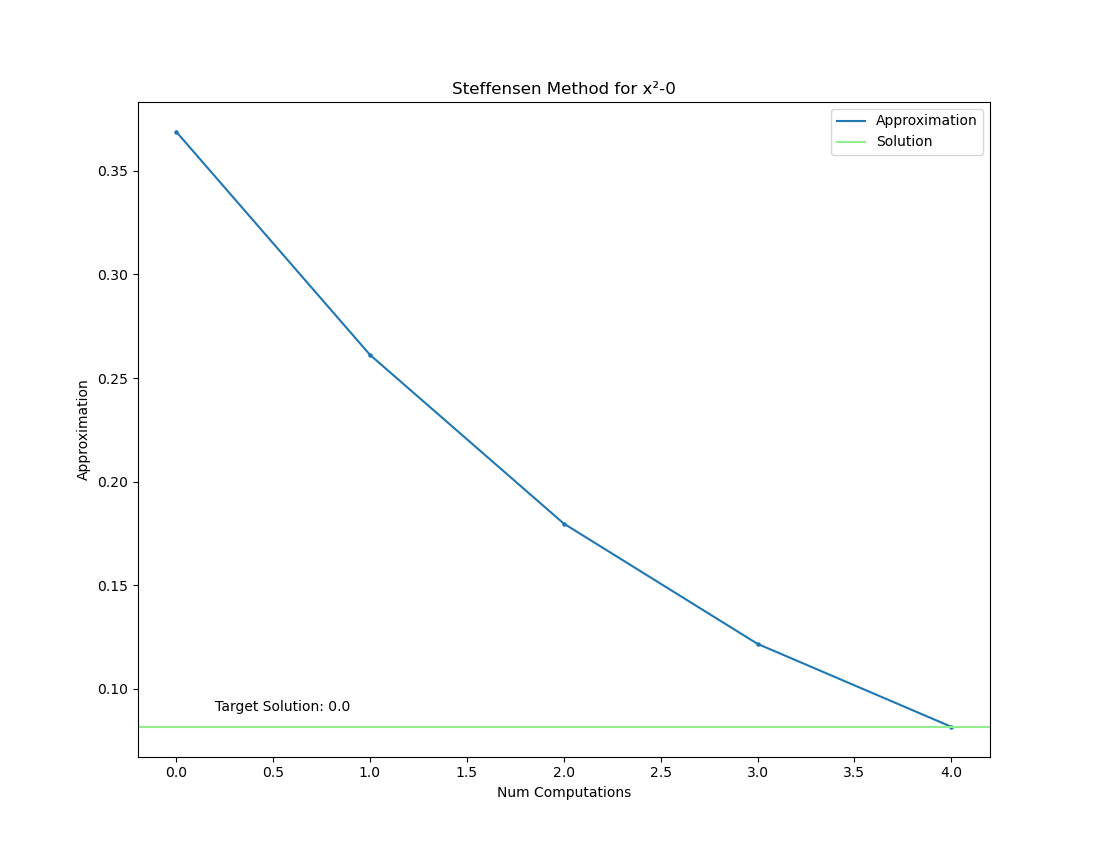 Steffensen Method for x²-0
Approximation
Solution
0.35
0.30
0.25
0.20
0.15
0.10
Approximation
Target Solution: 0.0
0.0 0.5 1.0 1.5 2.0 2.5 3.0 3.5 4.0
Num Computations